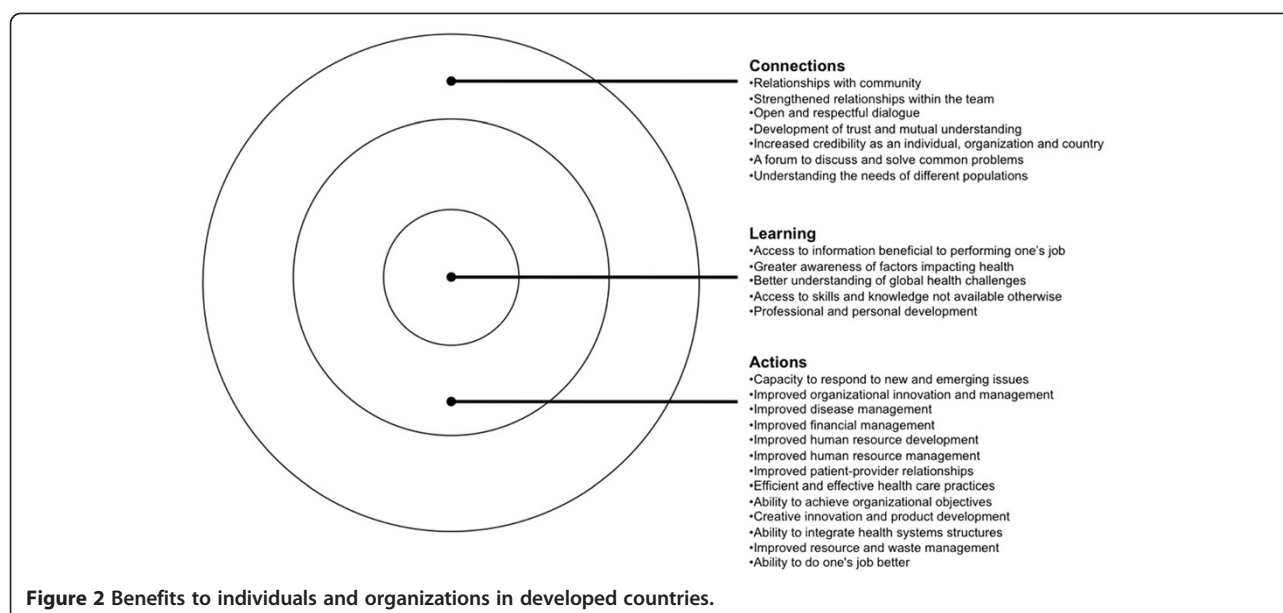 Connections
•Relationships with community
•Strengthened relationships within the team
•Open and respectful dialogue
•Development of trust and mutual understanding
•Increased credibility as an individual, organization and country
•A forum to discuss and solve common problems
•Understanding the needs of different populations
Learning
•Access to information beneficial to performing one's job
•Greater awareness of factors impacting health
•Better understanding of global health challenges
•Access to skills and knowledge not available otherwise
•Professional and personal development
Actions
•Capacity to respond to new and emerging issues
•Improved organizational innovation and management
•Improved disease management
•Improved financial management
•Improved human resource development
•Improved human resource management
•Improved patient-provider relationships
•Efficient and effective health care practices
•Ability to achieve organizational objectives
•Creative innovation and product development
•Ability to integrate health systems structures
•Improved resource and waste management
•Ability to do one's job better
Figure 2 Benefits to individuals and organizations in developed countries.